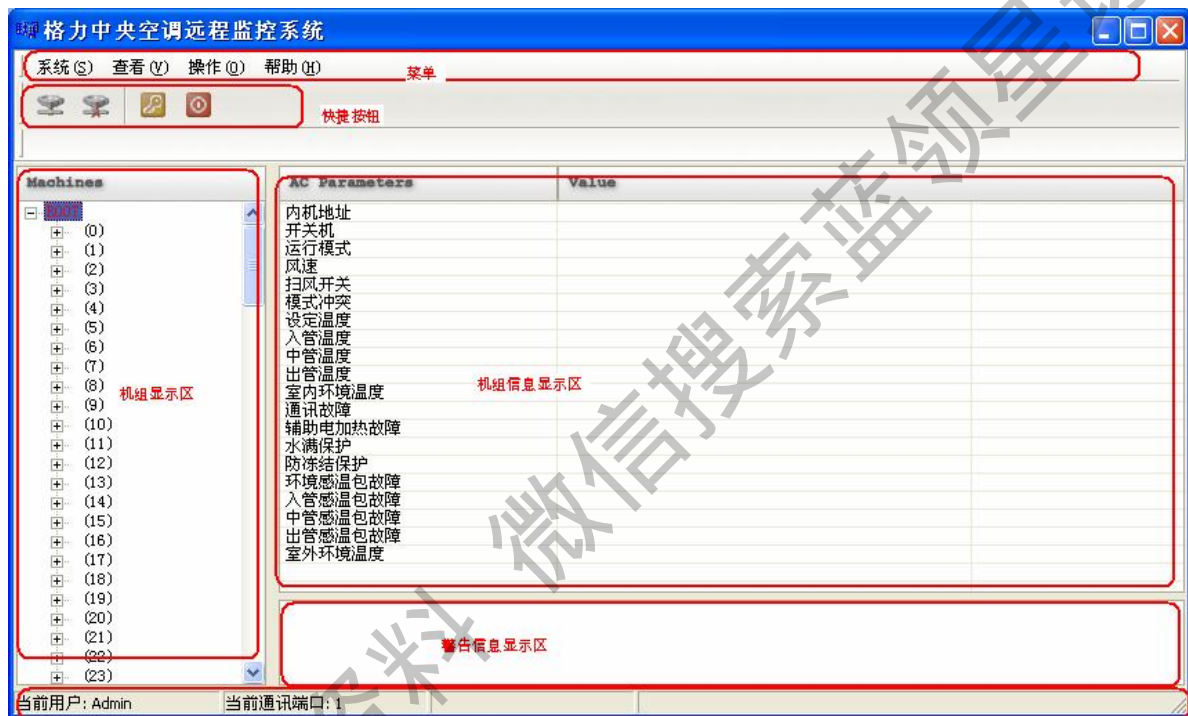 格力中央空调远程监控系统
系统(S) 查看(V) 操作(O) 帮助(H)
菜单
快捷按钮
Machines
AC Parameters Value
ROOT
(0)
(1)
(2)
(3)
(4)
(5)
(6)
(7)
(8)
(9)
(10)
(11)
(12)
(13)
(14)
(15)
(16)
(17)
(18)
(19)
(20)
(21)
(22)
(23)
机组显示区
内机地址
开关机
运行模式
风速
扫风开关
模式冲突
设定温度
入管温度
中管温度
出管温度
室内环境温度
通讯故障
辅助电加热故障
水满保护
防冻结保护
环境感温包故障
入管感温包故障
中管感温包故障
出管感温包故障
室外环境温度
机组信息显示区
警告信息显示区
当前用户: Admin 当前通讯端口: 1
资料 微信搜索蓝领星球